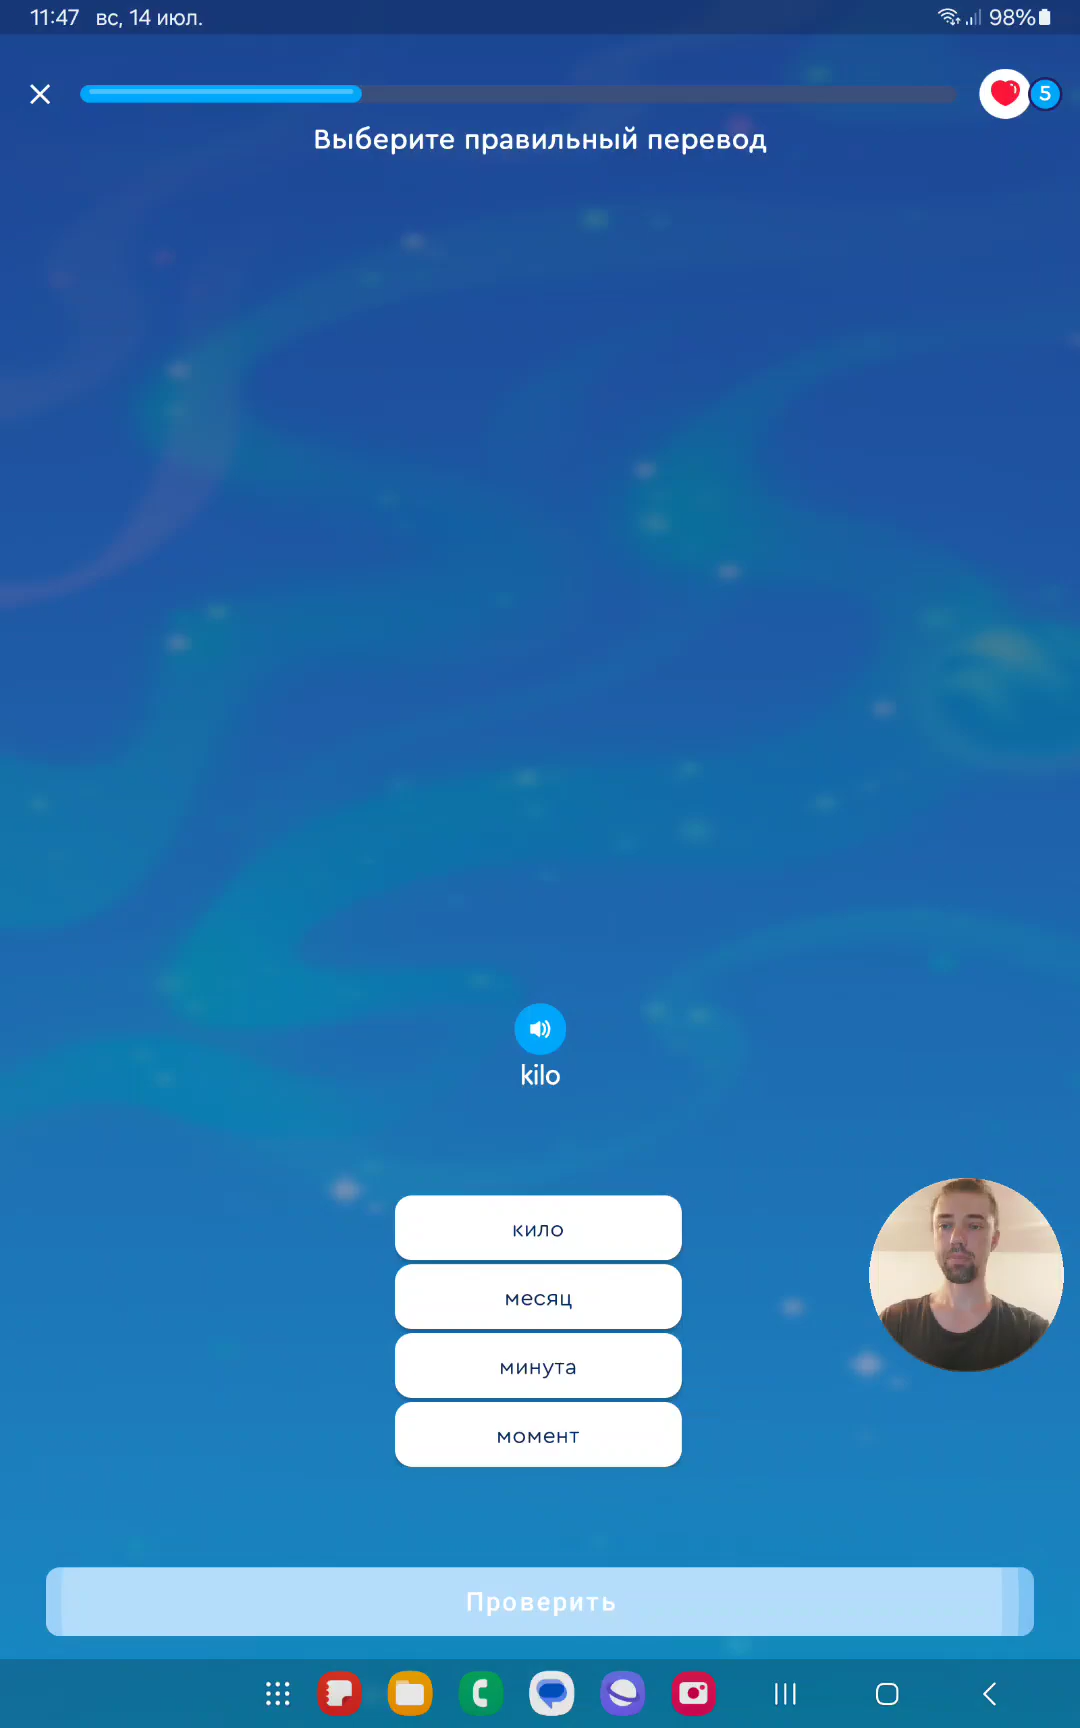 11:47 вс, 14 июл. 98%
5
Выберите правильный перевод
kilo
кило
месяц
минута
момент
Проверить